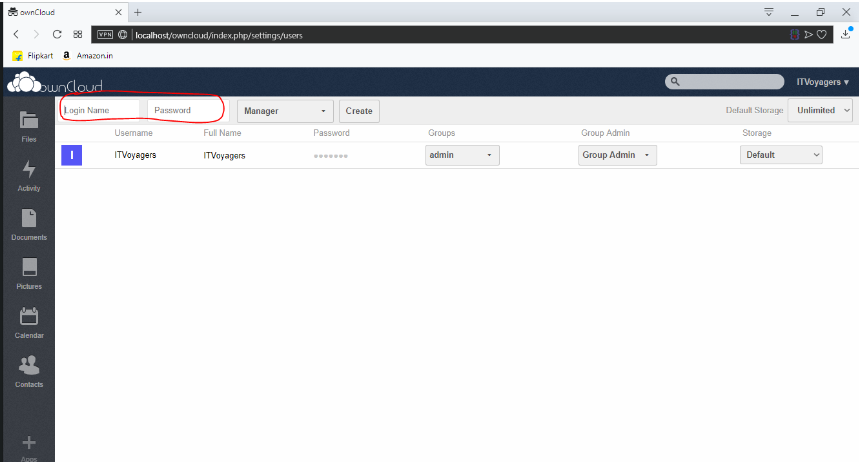 ownCloud
VPN localhost/owncloud/index.php/settings/users
Flipkart a Amazon.in
ownCloud ITVoyagers
Login Name Password Manager Create Default Storage Unlimited
Username Full Name Password Groups Group Admin Storage
I ITVoyagers ITVoyagers ●●●●●●● admin Group Admin Default
Files
Activity
Documents
Pictures
Calendar
Contacts
Apps